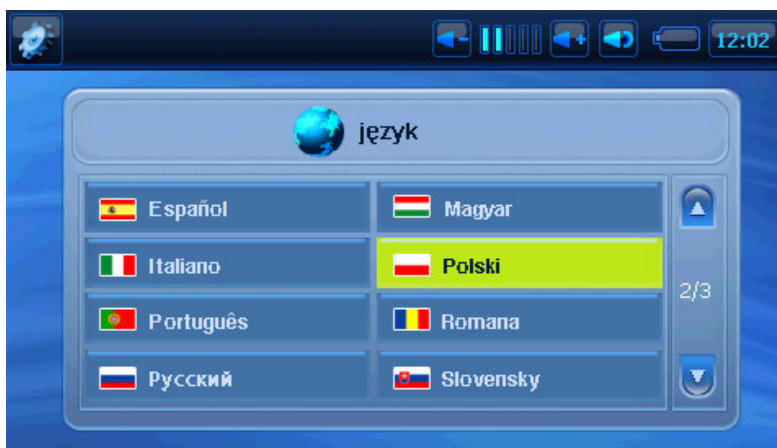 12:02
język
Español Magyar
Italiano Polski
2/3
Português Romana
Русский Slovensky